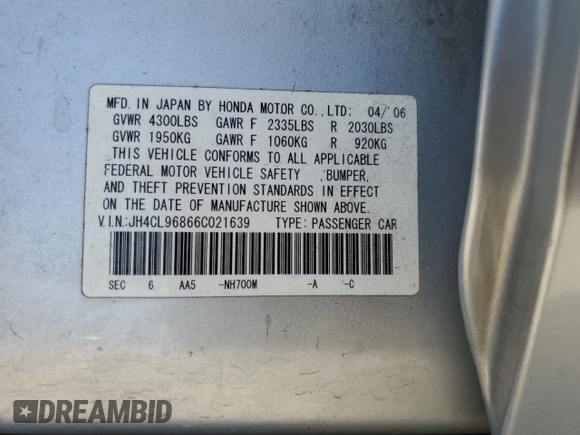 MFD. IN JAPAN BY HONDA MOTOR CO., LTD: 04/ '06
GVWR 4300LBS GAWR F 2335LBS R 2030LBS
GVWR 1950KG GAWR F 1060KG R 920KG
THIS VEHICLE CONFORMS TO ALL APPLICABLE
FEDERAL MOTOR VEHICLE SAFETY , BUMPER,
AND THEFT PREVENTION STANDARDS IN EFFECT
ON THE DATE OF MANUFACTURE SHOWN ABOVE.
V.I.N:JH4CL96866C021639 TYPE: PASSENGER CAR
SEC 6 AA5 -NH700M -A -C
DREAMBID